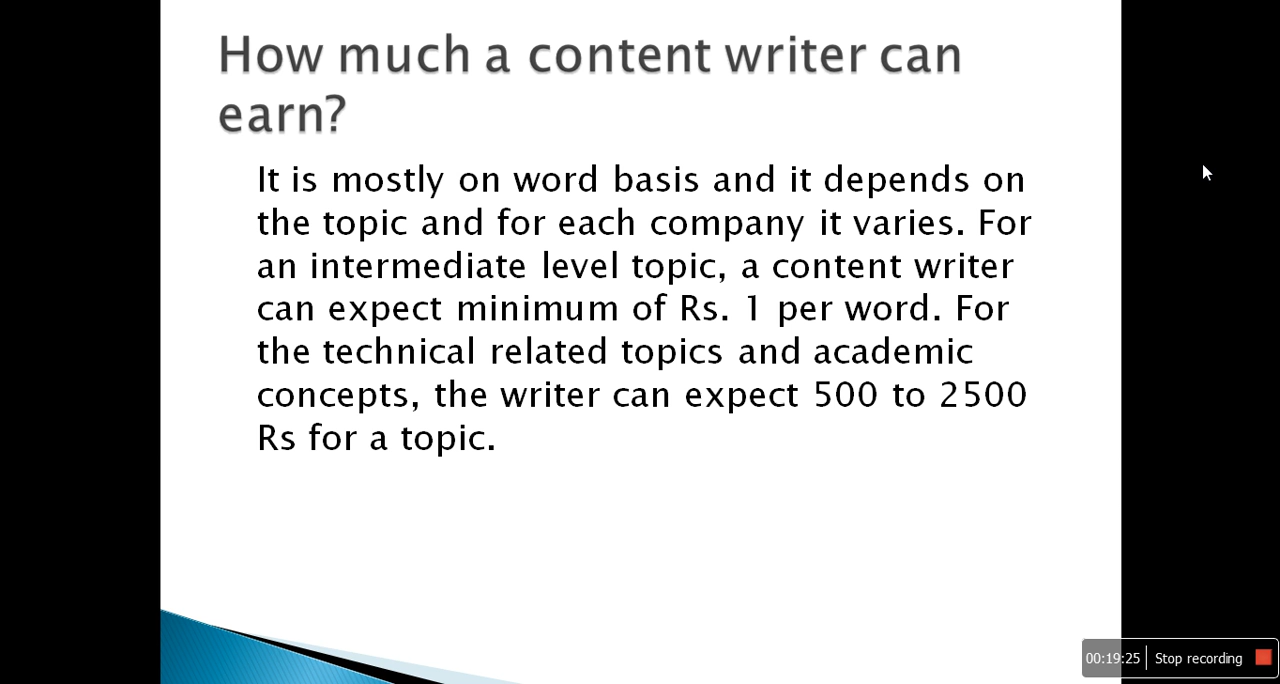 How much a content writer can
earn?
It is mostly on word basis and it depends on
the topic and for each company it varies. For
an intermediate level topic, a content writer
can expect minimum of Rs. 1 per word. For
the technical related topics and academic
concepts, the writer can expect 500 to 2500
Rs for a topic.
00:19:25 Stop recording